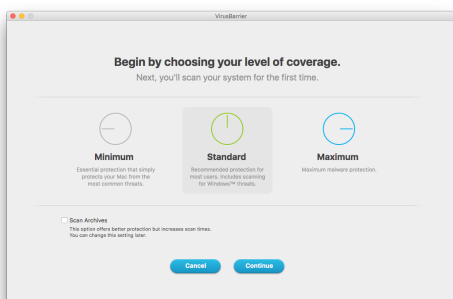 VirusBarrier
Begin by choosing your level of coverage.
Next, you'll scan your system for the first time.
Minimum
Essential protection that simply
protects your Mac from the
most common threats.
Standard
Recommended protection for
most users. Includes scanning
for Windows™ threats.
Maximum
Maximum malware protection.
Scan Archives
This option offers better protection but increases scan times.
You can change this setting later.
Cancel
Continue